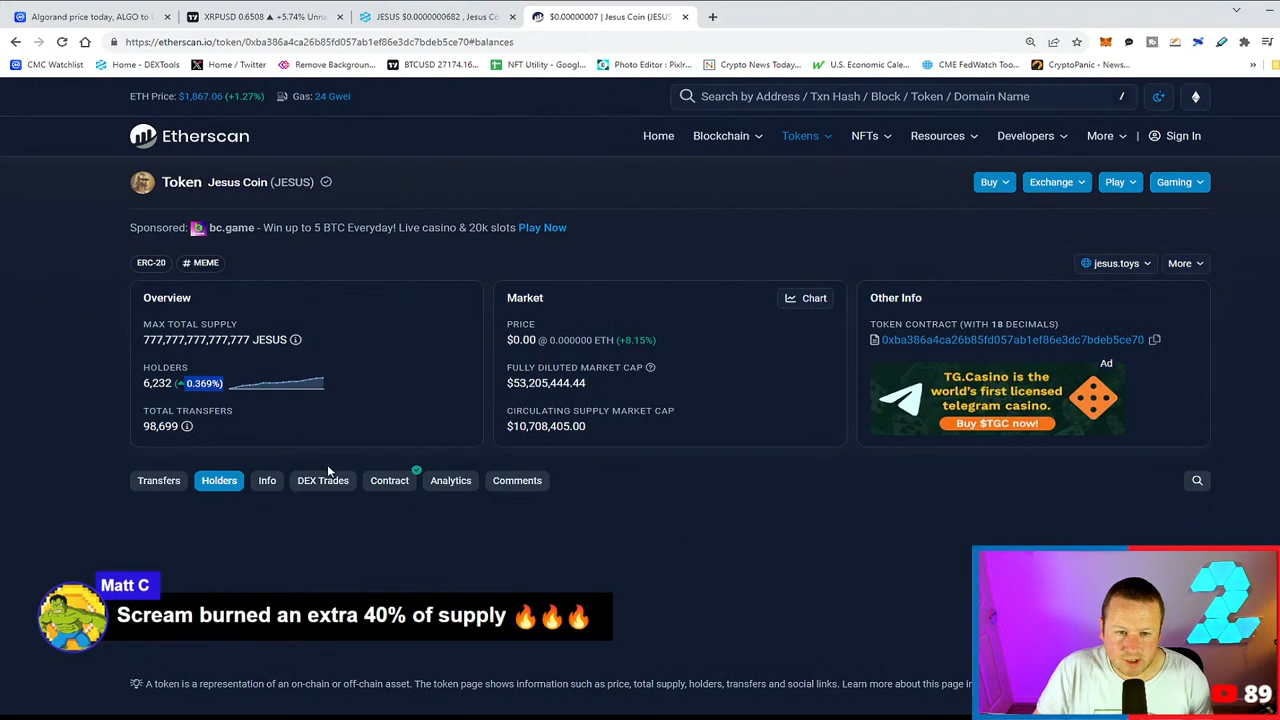 Algorand price today, ALGO to U
XRPUSD 0.6508 ▲ +5.74% Unna
JESUS $0.0000000682 , Jesus Co
$0.00000007 | Jesus Coin (JESUS
https://etherscan.io/token/0xba386a4ca26b85fd057ab1ef86e3dc7bdeb5ce70#balances
CMC Watchlist
Home - DEXTools
Home / Twitter
Remove Backgroun...
BTCUSD 27174.16...
NFT Utility - Googl...
Photo Editor : Pixlr...
Crypto News Today...
U.S. Economic Cale...
CME FedWatch Too...
CryptoPanic - News...
ETH Price: $1,867.06 (+1.27%)
Gas: 24 Gwei
Search by Address / Txn Hash / Block / Token / Domain Name
/
Etherscan
Home
Blockchain
Tokens
NFTs
Resources
Developers
More
Sign In
Token Jesus Coin (JESUS)
Buy
Exchange
Play
Gaming
Sponsored: bc.game - Win up to 5 BTC Everyday! Live casino & 20k slots Play Now
ERC-20
# MEME
jesus.toys
More
Overview
MAX TOTAL SUPPLY
777,777,777,777,777 JESUS
HOLDERS
6,232 (▲ 0.369%)
TOTAL TRANSFERS
98,699
Market
Chart
PRICE
$0.00 @ 0.000000 ETH (+8.15%)
FULLY DILUTED MARKET CAP
$53,205,444.44
CIRCULATING SUPPLY MARKET CAP
$10,708,405.00
Other Info
TOKEN CONTRACT (WITH 18 DECIMALS)
0xba386a4ca26b85fd057ab1ef86e3dc7bdeb5ce70
Ad
TG.Casino is the
world's first licensed
telegram casino.
Buy $TGC now!
Transfers
Holders
Info
DEX Trades
Contract
Analytics
Comments
Matt C
Scream burned an extra 40% of supply 🔥🔥🔥
A token is a representation of an on-chain or off-chain asset. The token page shows information such as price, total supply, holders, transfers and social links. Learn more about this page in
2
89